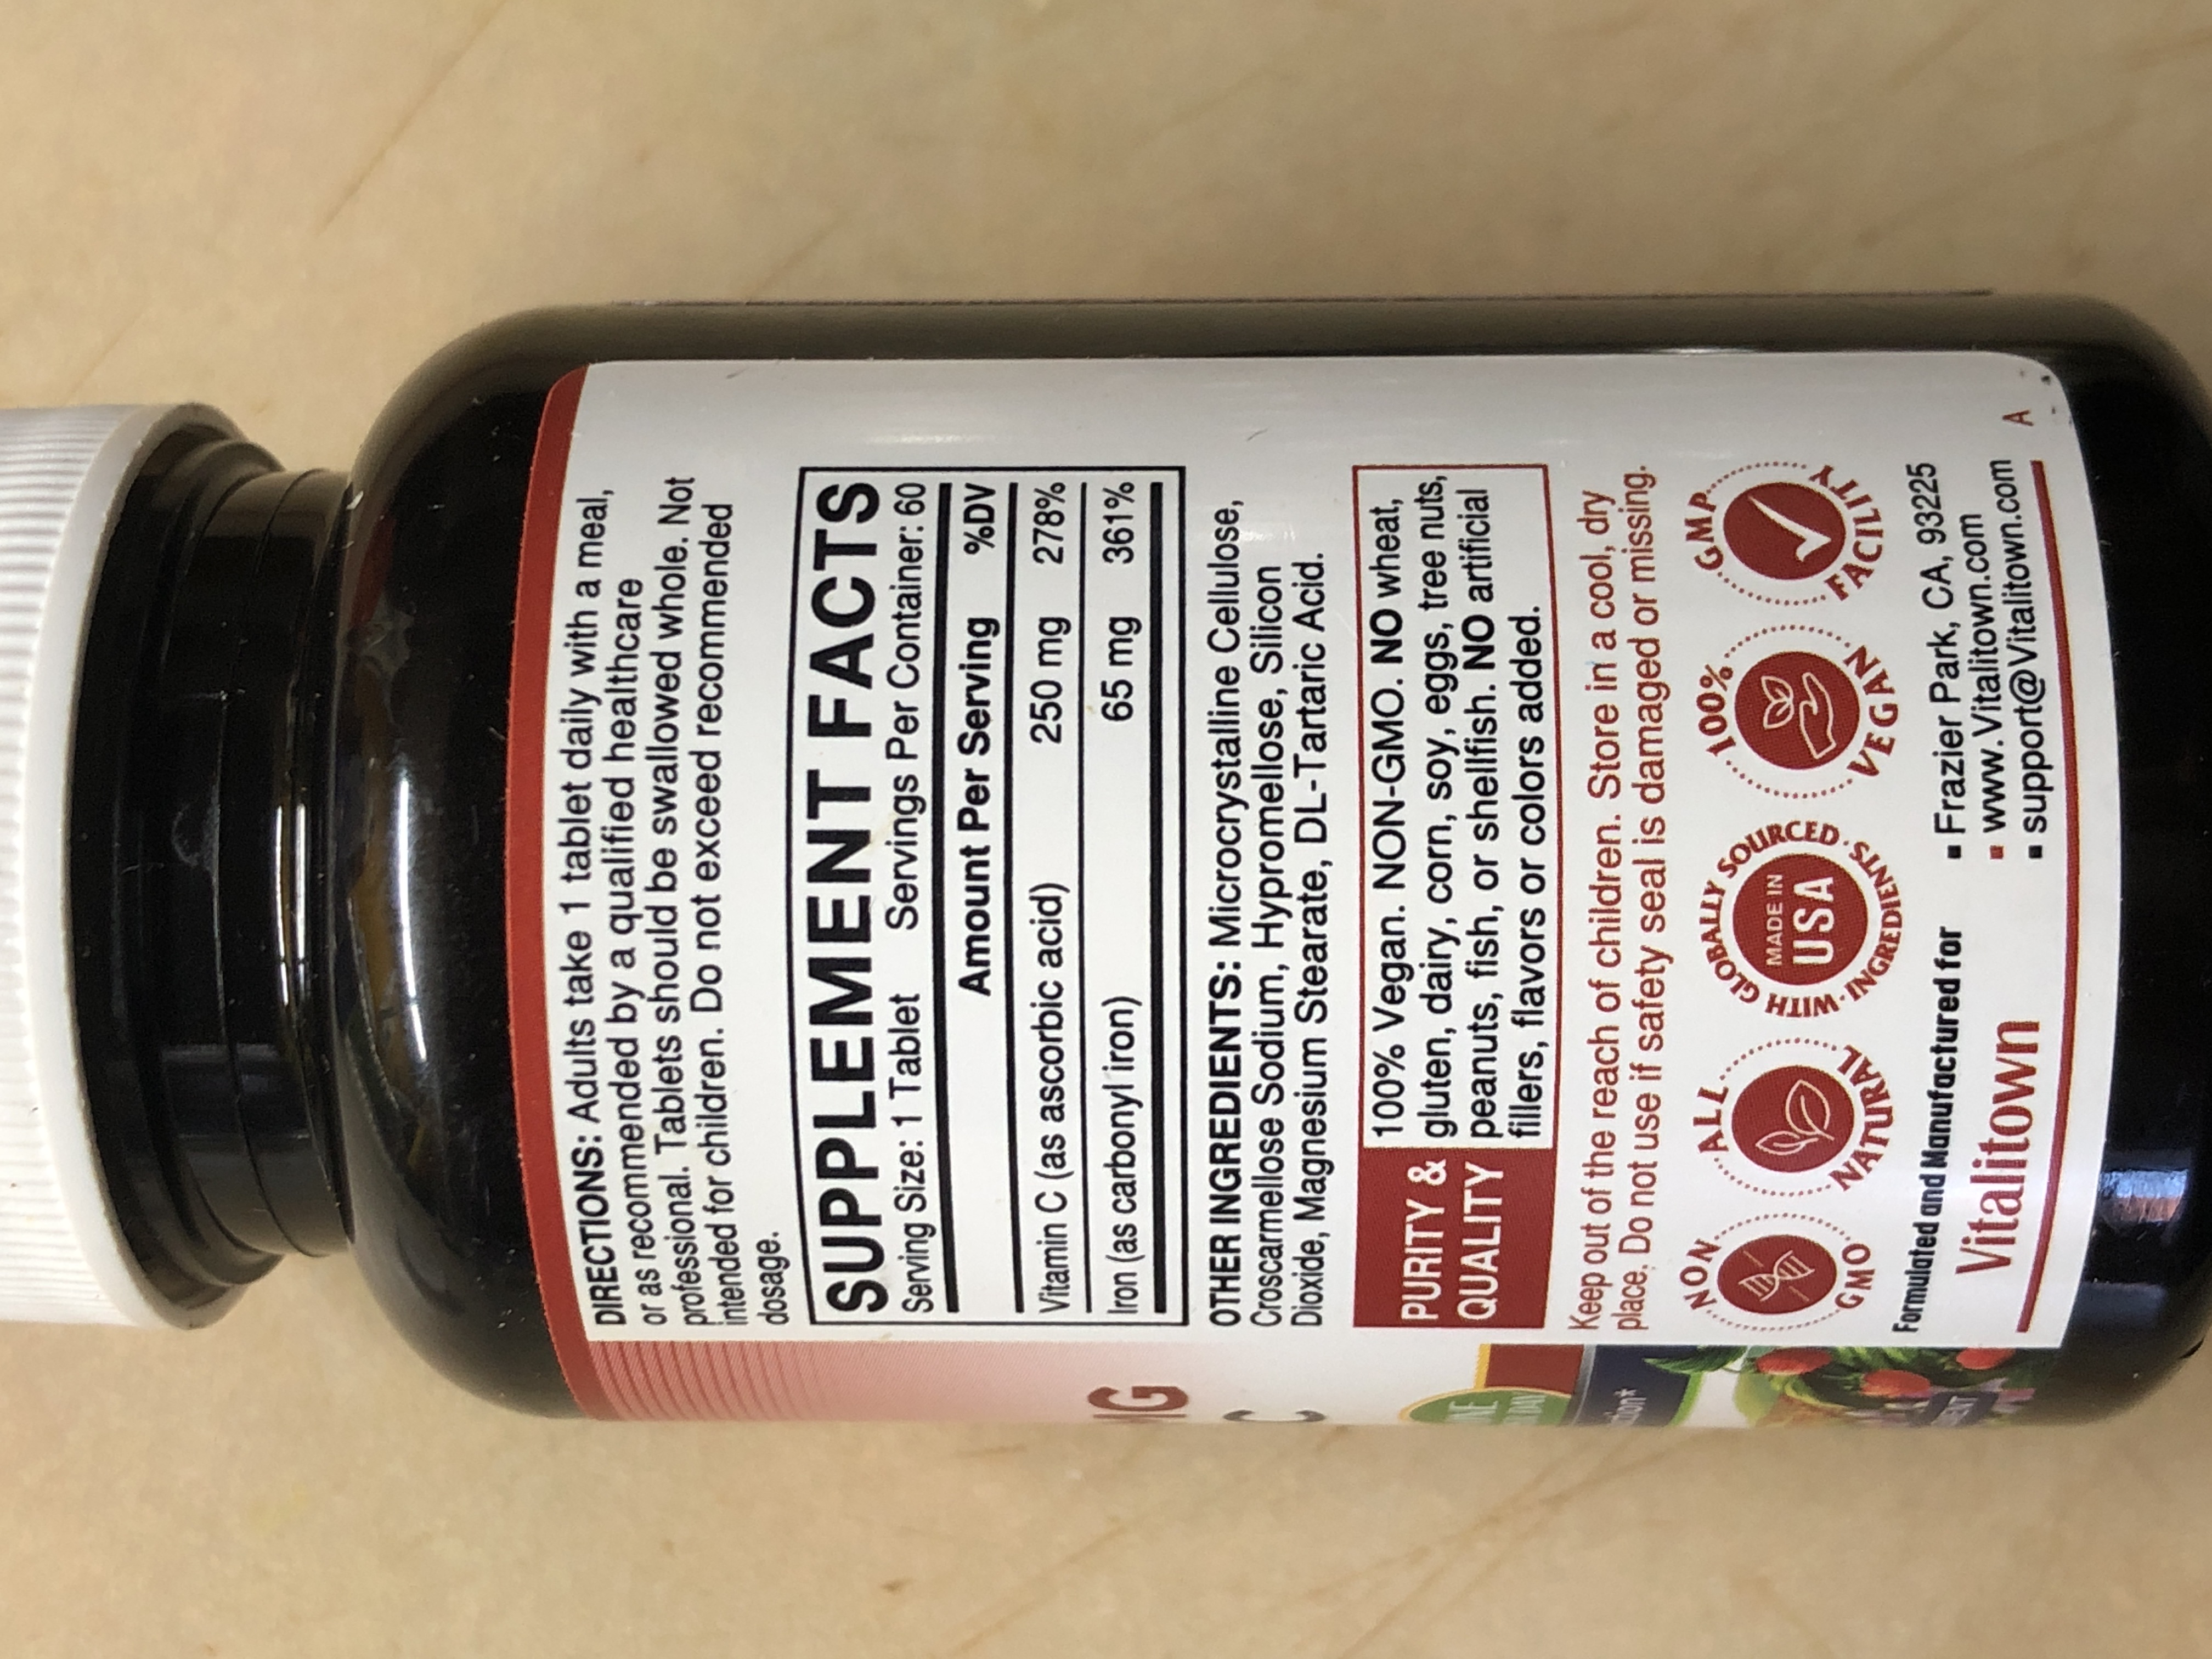 DIRECTIONS: Adults take 1 tablet daily with a meal,
or as recommended by a qualified healthcare
professional. Tablets should be swallowed whole. Not
intended for children. Do not exceed recommended
dosage.
SUPPLEMENT FACTS
Serving Size: 1 Tablet Servings Per Container: 60
Amount Per Serving %DV
Vitamin C (as ascorbic acid) 250 mg 278%
Iron (as carbonyl iron) 65 mg 361%
OTHER INGREDIENTS: Microcrystalline Cellulose,
Croscarmellose Sodium, Hypromellose, Silicon
Dioxide, Magnesium Stearate, DL-Tartaric Acid.
PURITY &
QUALITY
100% Vegan. NON-GMO. NO wheat,
gluten, dairy, corn, soy, eggs, tree nuts,
peanuts, fish, or shellfish. NO artificial
fillers, flavors or colors added.
Keep out of the reach of children. Store in a cool, dry
place. Do not use if safety seal is damaged or missing.
NON GMO
ALL NATURAL
MADE IN
USA
WITH GLOBALLY SOURCED INGREDIENTS
100% VEGAN
GMP FACILITY
Formulated and Manufactured for
Vitalitown
▪ Frazier Park, CA, 93225
▪ www.Vitalitown.com
▪ support@Vitalitown.com
A